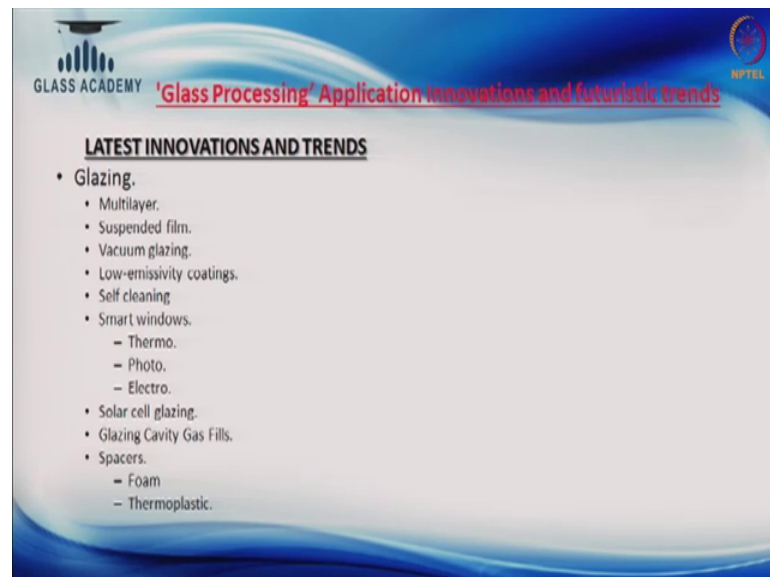 GLASS ACADEMY
NPTEL
'Glass Processing’ Application Innovations and futuristic trends
LATEST INNOVATIONS AND TRENDS
• Glazing.
• Multilayer.
• Suspended film.
• Vacuum glazing.
• Low-emissivity coatings.
• Self cleaning
• Smart windows.
– Thermo.
– Photo.
– Electro.
• Solar cell glazing.
• Glazing Cavity Gas Fills.
• Spacers.
– Foam
– Thermoplastic.